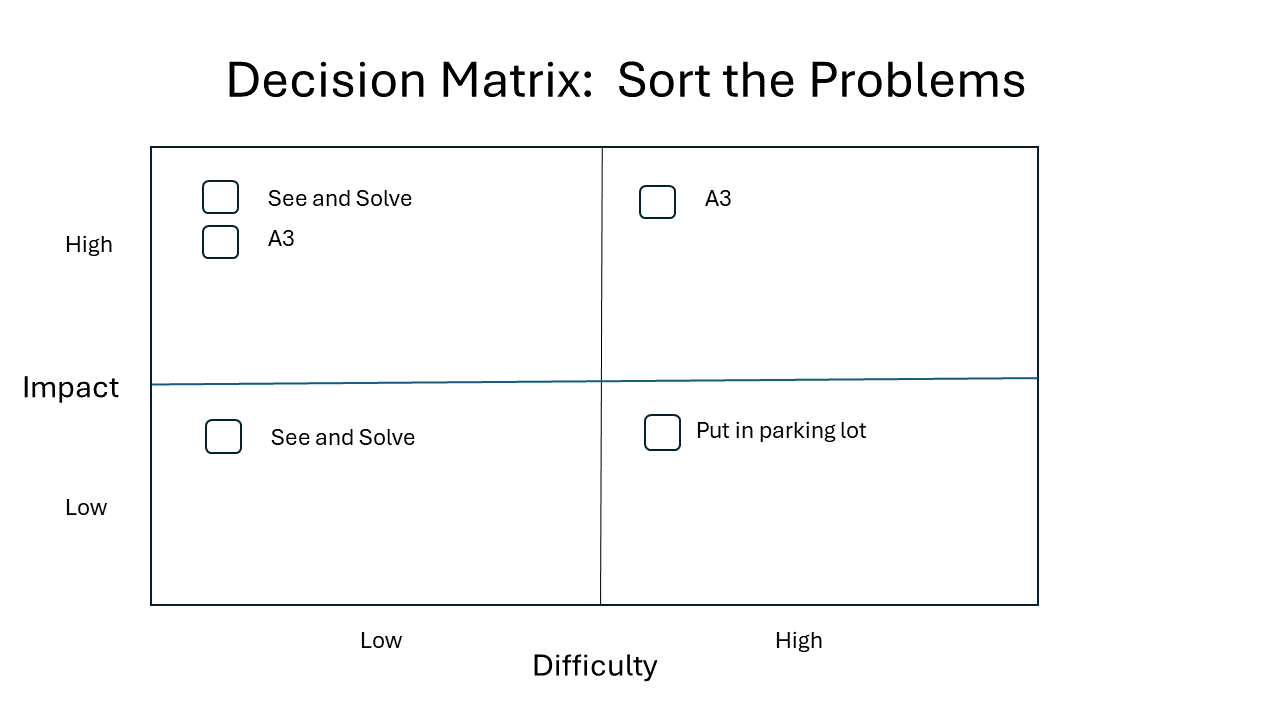 Decision Matrix:  Sort the Problems
See and Solve
A3
A3
High
Impact
See and Solve
Put in parking lot
Low
Low
High
Difficulty